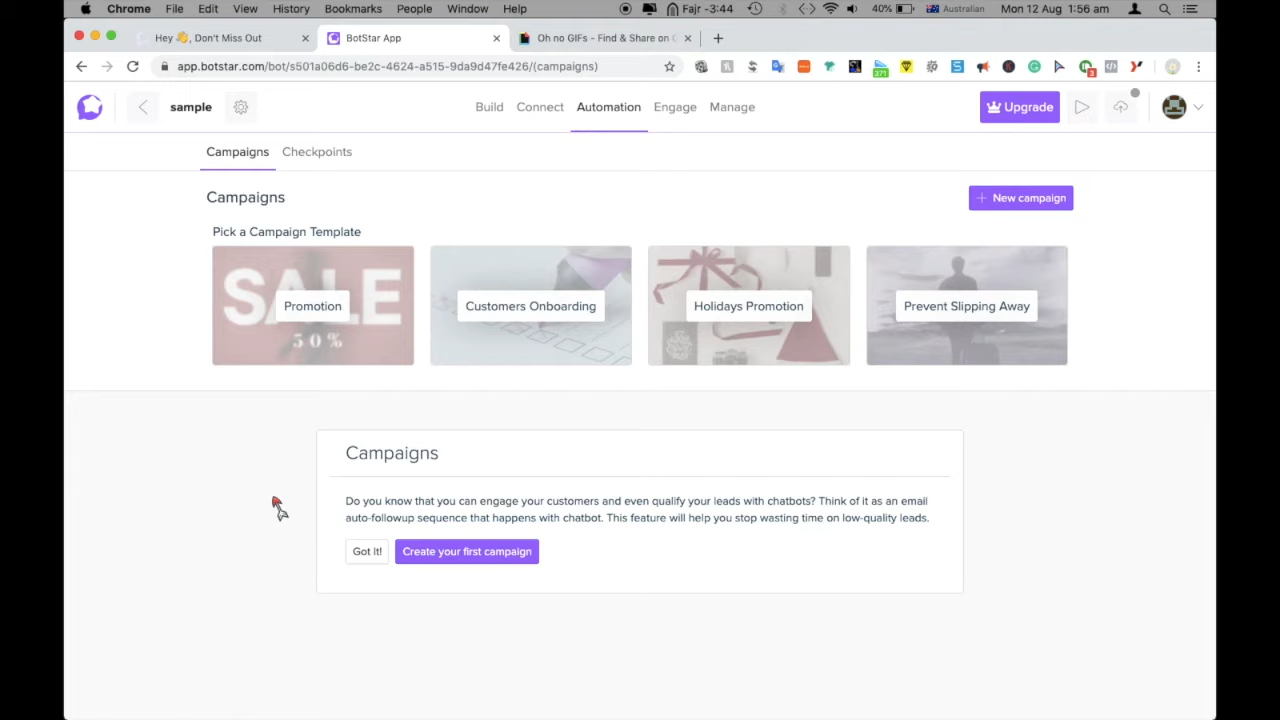 Chrome File Edit View History Bookmarks People Window Help Fajr -3:44 40% Australian Mon 12 Aug 1:56 am
Hey 👋, Don't Miss Out
BotStar App
Oh no GIFs - Find & Share on
app.botstar.com/bot/s501a06d6-be2c-4624-a515-9da9d47fe426/(campaigns)
371
3
sample
Build Connect Automation Engage Manage
Upgrade
Campaigns Checkpoints
Campaigns
+ New campaign
Pick a Campaign Template
SALE
50%
Promotion
Customers Onboarding
Holidays Promotion
Prevent Slipping Away
Campaigns
Do you know that you can engage your customers and even qualify your leads with chatbots? Think of it as an email
auto-followup sequence that happens with chatbot. This feature will help you stop wasting time on low-quality leads.
Got it!
Create your first campaign